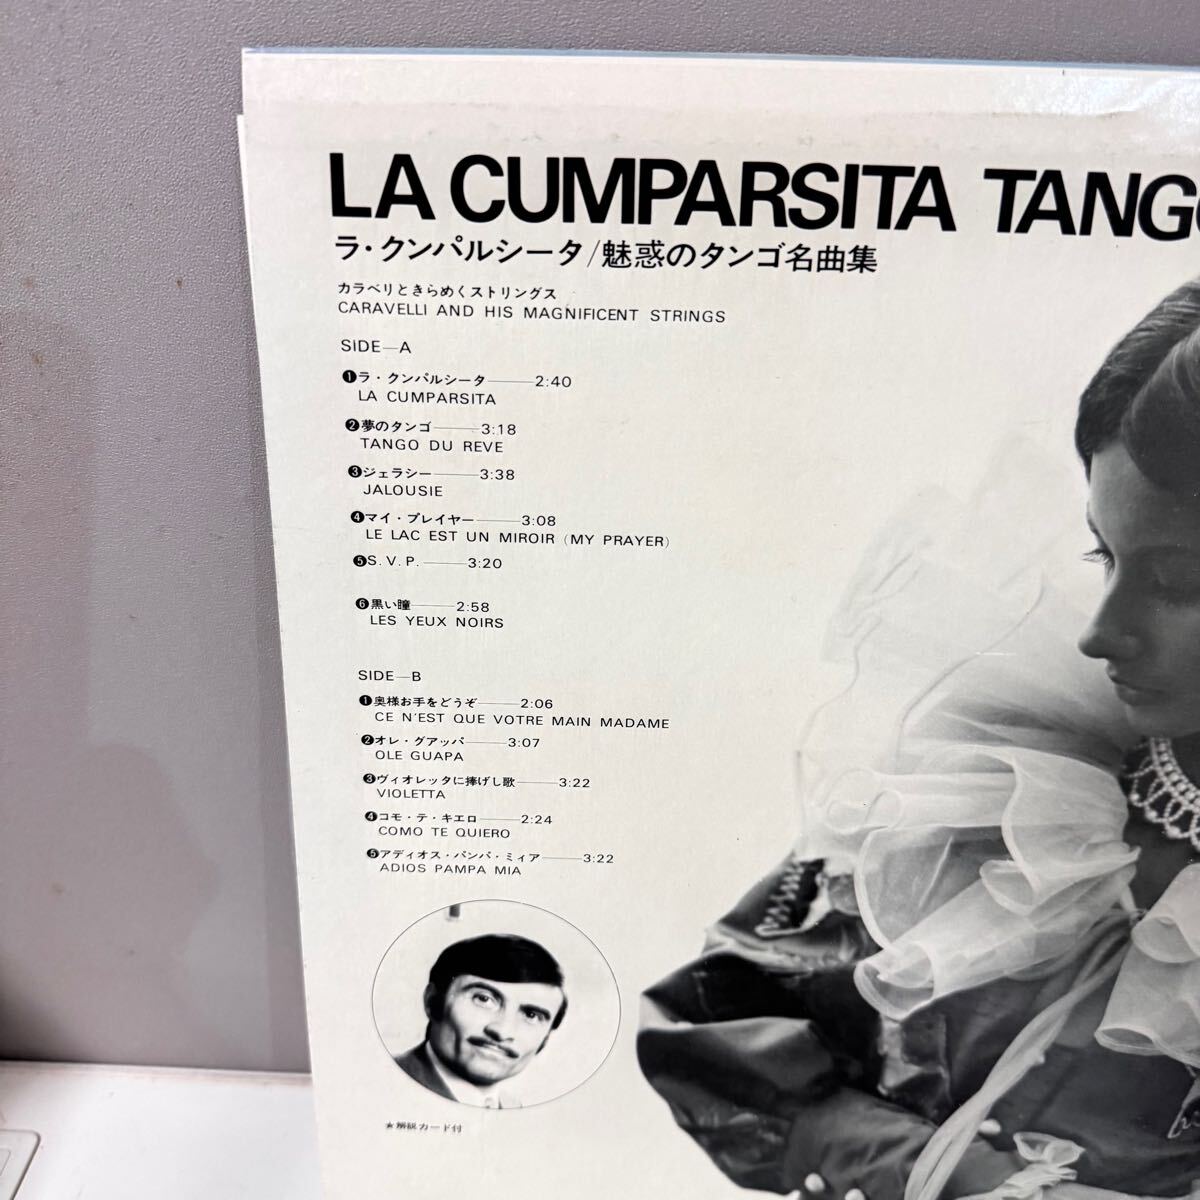 LA CUMPARSITA TANGO
ラ・クンパルシータ/魅惑のタンゴ名曲集
カラベリときらめくストリングス
CARAVELLI AND HIS MAGNIFICENT STRINGS
SIDE—A
❶ラ・クンパルシータ——2:40
LA CUMPARSITA
❷夢のタンゴ——3:18
TANGO DU REVE
❸ジェラシー——3:38
JALOUSIE
❹マイ・プレイヤー——3:08
LE LAC EST UN MIROIR (MY PRAYER)
❺S.V.P.——3:20
❻黒い瞳——2:58
LES YEUX NOIRS
SIDE—B
❶奥様お手をどうぞ——2:06
CE N'EST QUE VOTRE MAIN MADAME
❷オレ・グアッパ——3:07
OLE GUAPA
❸ヴィオレッタに捧げし歌——3:22
VIOLETTA
❹コモ・テ・キエロ——2:24
COMO TE QUIERO
❺アディオス・パンパ・ミィア——3:22
ADIOS PAMPA MIA
★解説カード付